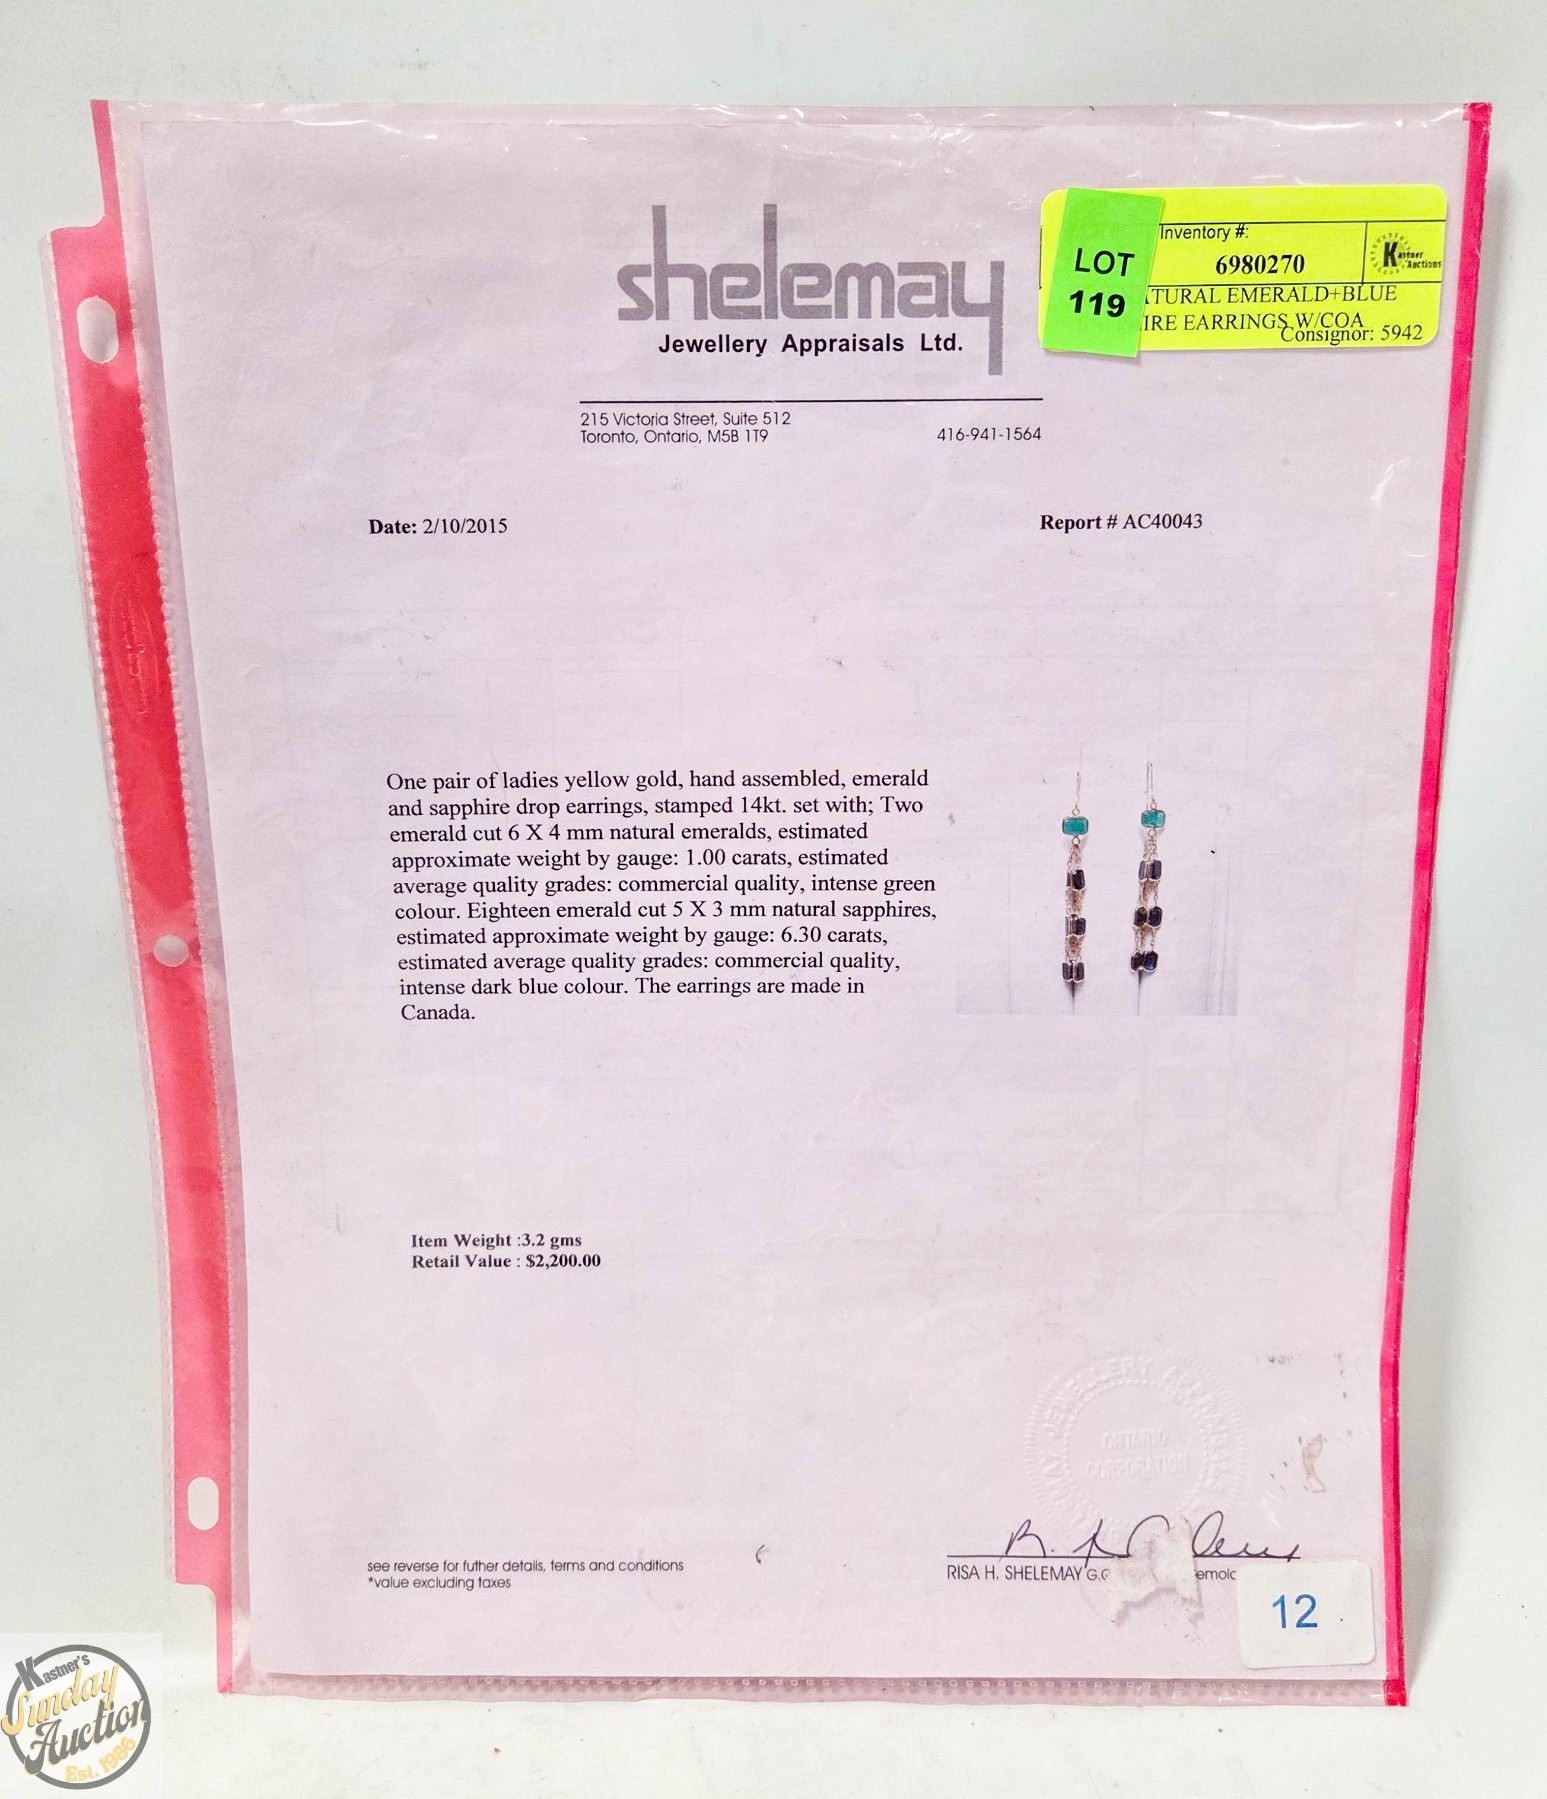 shelemay
Jewellery Appraisals Ltd.
LOT
119
Inventory #:
6980270
Kastner
Auctions
TURAL EMERALD+BLUE
IRE EARRINGS W/COA
Consignor: 5942
215 Victoria Street, Suite 512
Toronto, Ontario, M5B 1T9
416-941-1564
Date: 2/10/2015
Report # AC40043
One pair of ladies yellow gold, hand assembled, emerald
and sapphire drop earrings, stamped 14kt. set with; Two
emerald cut 6 X 4 mm natural emeralds, estimated
approximate weight by gauge: 1.00 carats, estimated
average quality grades: commercial quality, intense green
colour. Eighteen emerald cut 5 X 3 mm natural sapphires,
estimated approximate weight by gauge: 6.30 carats,
estimated average quality grades: commercial quality,
intense dark blue colour. The earrings are made in
Canada.
Item Weight :3.2 gms
Retail Value : $2,200.00
JEWELLERY APPRAISALS
ONTARIO
CORPORATION
see reverse for futher details, terms and conditions
*value excluding taxes
RISA H. SHELEMAY G.G
emolo
12
Kastner's
Sunday
Auction
Est. 1986